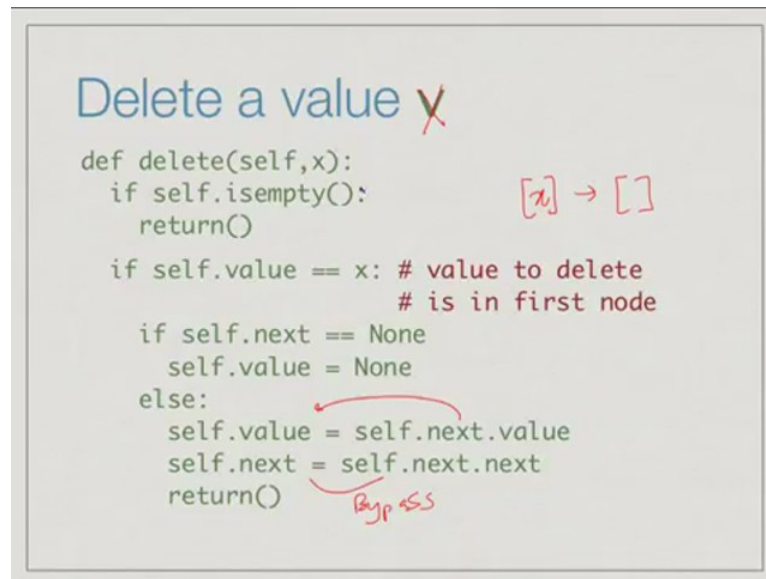 Delete a value v
def delete(self,x):
if self.isempty():
return()
[x] → [ ]
if self.value == x: # value to delete
# is in first node
if self.next == None
self.value = None
else:
self.value = self.next.value
self.next = self.next.next
return()
Bypass